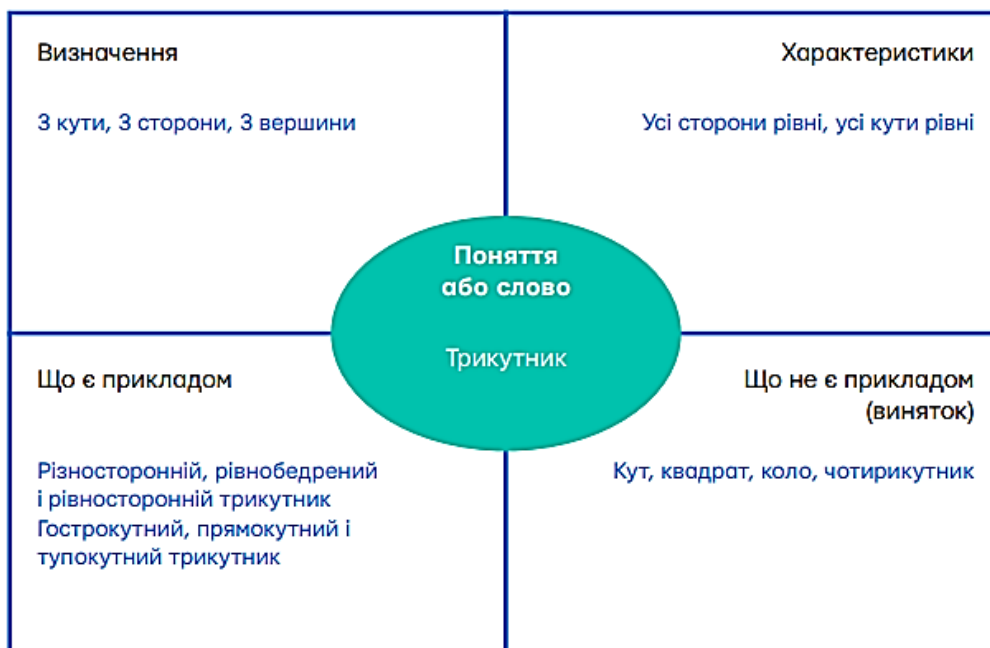 Визначення
3 кути, 3 сторони, 3 вершини
Характеристики
Усі сторони рівні, усі кути рівні
Поняття
або слово
Трикутник
Що є прикладом
Різносторонній, рівнобедрений
і рівносторонній трикутник
Гострокутний, прямокутний і
тупокутний трикутник
Що не є прикладом
(виняток)
Кут, квадрат, коло, чотирикутник